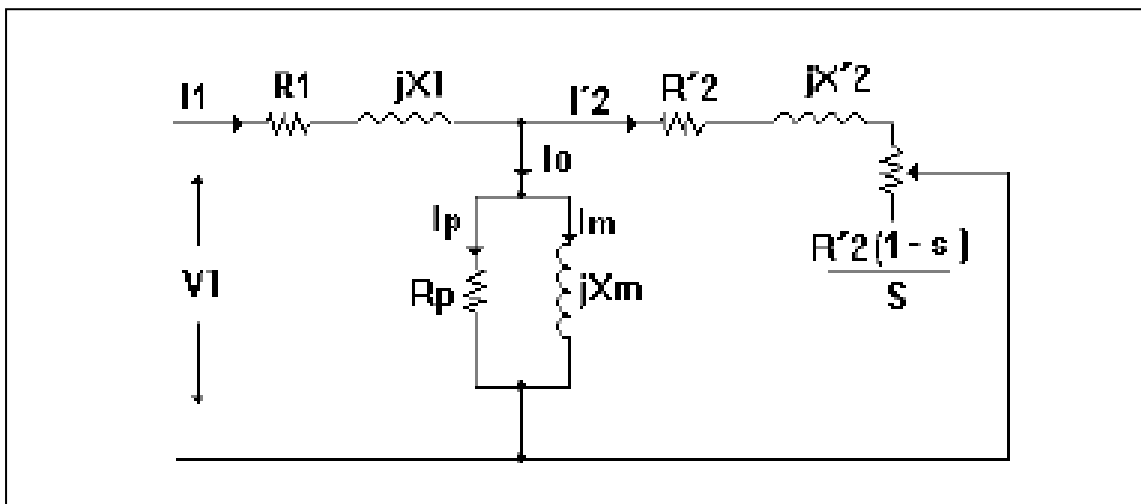 I1
R1
jX1
I´2
R´2
jX´2
Io
Ip
Im
V1
Rp
jXm
R´2(1 - s)
S